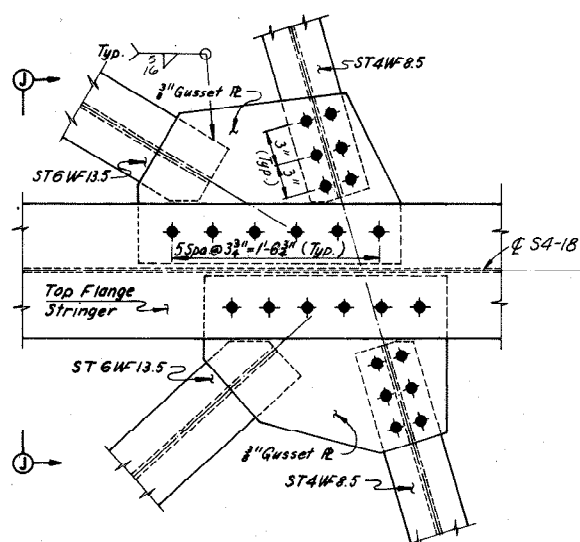 Typ.
3/16
J
ST4WF8.5
3/8" Gusset PL
3"
3"
(Typ.)
ST6WF13.5
5 Spa @ 3 3/4" = 1'-6 3/4" (Typ.)
℄ S4-18
Top Flange
Stringer
ST6WF13.5
J
3/8" Gusset PL
ST4WF8.5